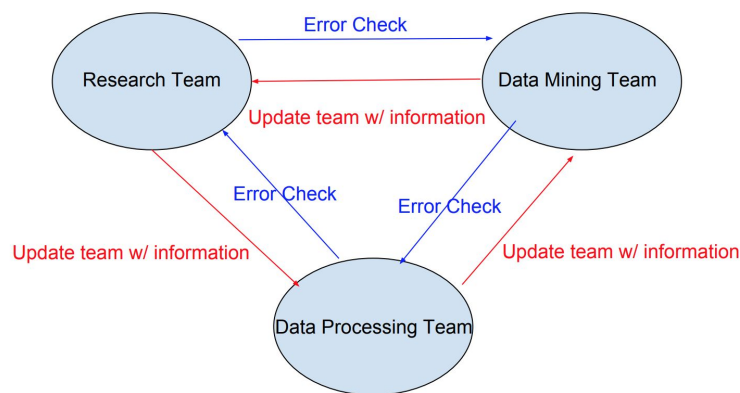 Error Check
Research Team
Data Mining Team
Update team w/ information
Error Check
Error Check
Update team w/ information
Update team w/ information
Data Processing Team